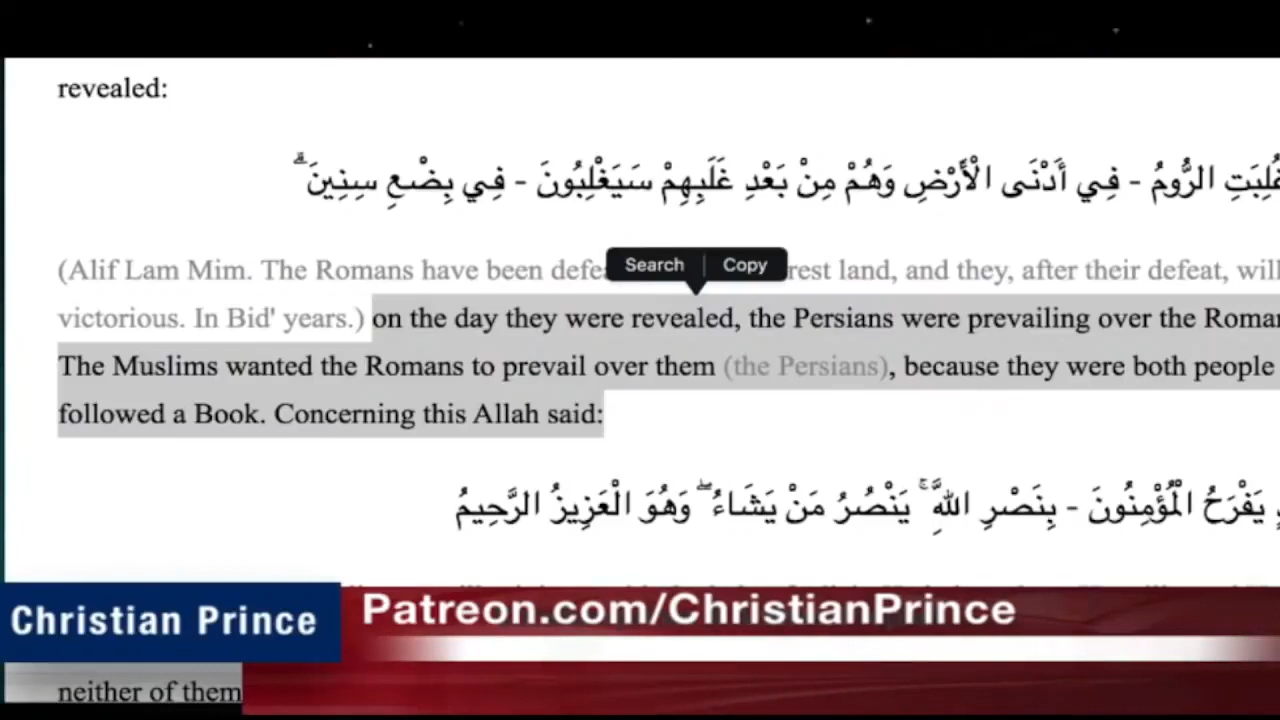 revealed:
غُلِبَتِ الرُّومُ - فِي أَدْنَى الْأَرْضِ وَهُمْ مِنْ بَعْدِ غَلَبِهِمْ سَيَغْلِبُونَ - فِي بِضْعِ سِنِينَ ۗ
(Alif Lam Mim. The Romans have been land, and they, after their defeat, will
Search Copy
victorious. In Bid' years.) on the day they were revealed, the Persians were prevailing over the
The Muslims wanted the Romans to prevail over them (the Persians), because they were both people
followed a Book. Concerning this Allah said:
يَفْرَحُ الْمُؤْمِنُونَ - بِنَصْرِ اللَّهِ ۚ يَنْصُرُ مَنْ يَشَاءُ ۖ وَهُوَ الْعَزِيزُ الرَّحِيمُ
Christian Prince
Patreon.com/ChristianPrince
neither of them